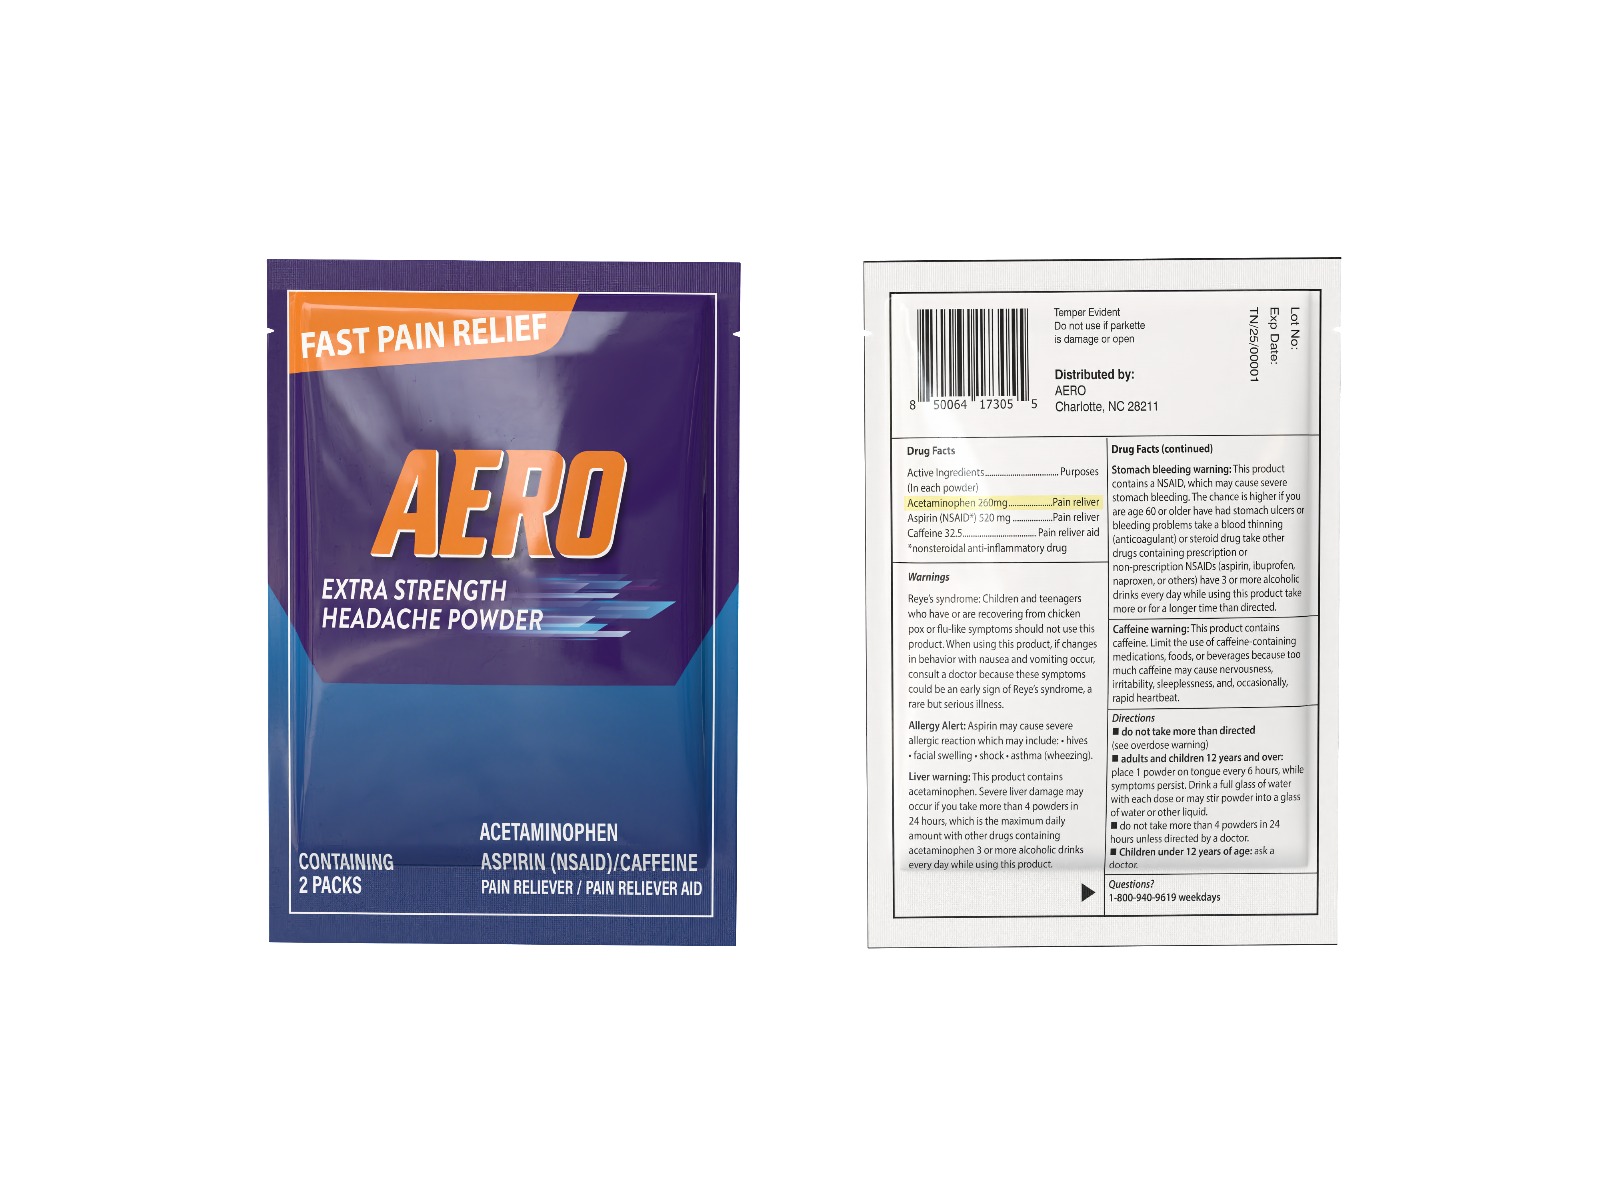 FAST PAIN RELIEF
AERO
EXTRA STRENGTH
HEADACHE POWDER
ACETAMINOPHEN
ASPIRIN (NSAID)/CAFFEINE
PAIN RELIEVER / PAIN RELIEVER AID
CONTAINING
2 PACKS
8 50064 17305 5
Temper Evident
Do not use if parkette
is damage or open
Distributed by:
AERO
Charlotte, NC 28211
Lot No:
Exp Date:
TN/25/00001
Drug Facts
Active Ingredients.................................. Purposes
(In each powder)
Acetaminophen 260mg....................Pain reliver
Aspirin (NSAID*) 520 mg ..................Pain reliver
Caffeine 32.5.................................. Pain reliver aid
*nonsteroidal anti-inflammatory drug
Warnings
Reye's syndrome: Children and teenagers
who have or are recovering from chicken
pox or flu-like symptoms should not use this
product. When using this product, if changes
in behavior with nausea and vomiting occur,
consult a doctor because these symptoms
could be an early sign of Reye's syndrome, a
rare but serious illness.
Allergy Alert: Aspirin may cause severe
allergic reaction which may include: • hives
• facial swelling • shock • asthma (wheezing).
Liver warning: This product contains
acetaminophen. Severe liver damage may
occur if you take more than 4 powders in
24 hours, which is the maximum daily
amount with other drugs containing
acetaminophen 3 or more alcoholic drinks
every day while using this product.
Drug Facts (continued)
Stomach bleeding warning: This product
contains a NSAID, which may cause severe
stomach bleeding. The chance is higher if you
are age 60 or older have had stomach ulcers or
bleeding problems take a blood thinning
(anticoagulant) or steroid drug take other
drugs containing prescription or
non-prescription NSAIDs (aspirin, ibuprofen,
naproxen, or others) have 3 or more alcoholic
drinks every day while using this product take
more or for a longer time than directed.
Caffeine warning: This product contains
caffeine. Limit the use of caffeine-containing
medications, foods, or beverages because too
much caffeine may cause nervousness,
irritability, sleeplessness, and, occasionally,
rapid heartbeat.
Directions
■ do not take more than directed
(see overdose warning)
■ adults and children 12 years and over:
place 1 powder on tongue every 6 hours, while
symptoms persist. Drink a full glass of water
with each dose or may stir powder into a glass
of water or other liquid.
■ do not take more than 4 powders in 24
hours unless directed by a doctor.
■ Children under 12 years of age: ask a
doctor.
Questions?
1-800-940-9619 weekdays